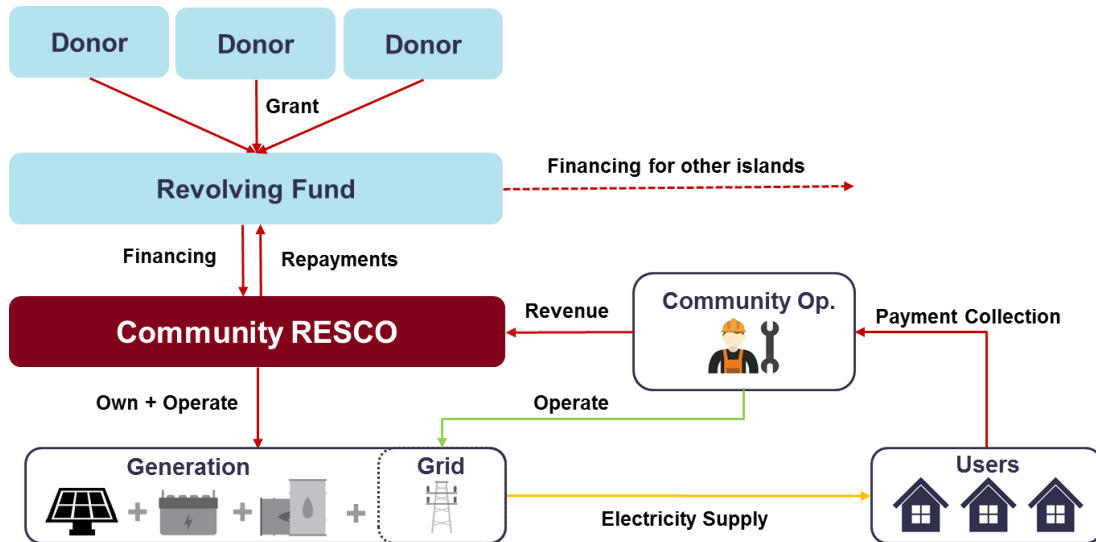 Donor
Donor
Donor
Grant
Revolving Fund
Financing for other islands
Financing
Repayments
Community RESCO
Revenue
Community Op.
Payment Collection
Own + Operate
Operate
Generation
Grid
Users
Electricity Supply